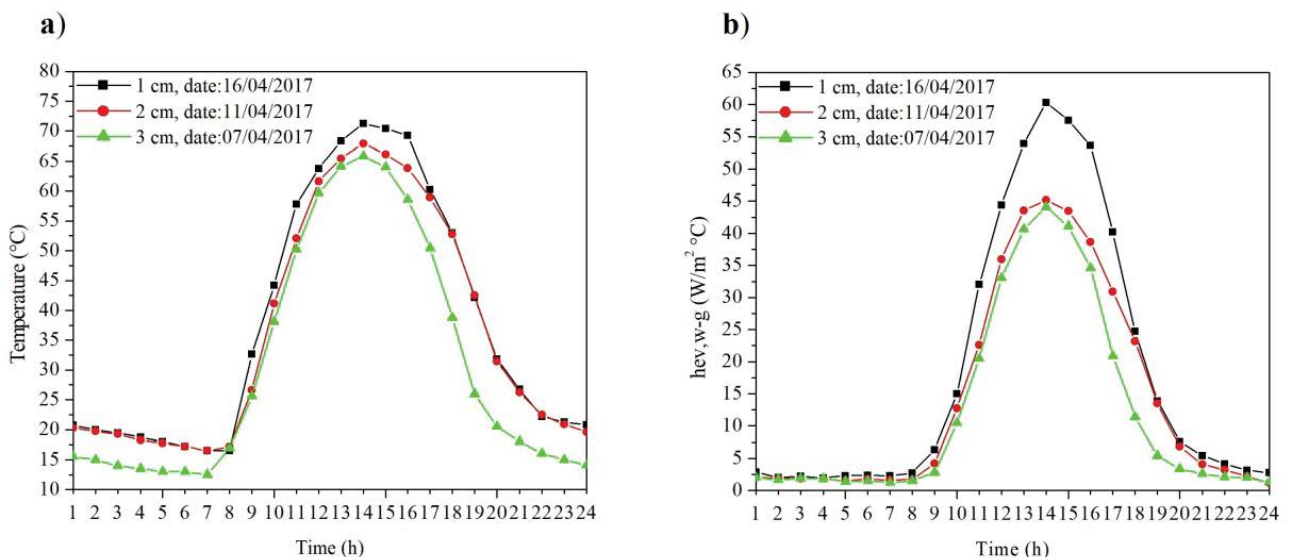 a)
80
75
70
65
60
55
50
45
40
35
30
25
20
15
10
Temperature (°C)
1 cm, date:16/04/2017
2 cm, date:11/04/2017
3 cm, date:07/04/2017
1 2 3 4 5 6 7 8 9 10 11 12 13 14 15 16 17 18 19 20 21 22 23 24
Time (h)
b)
65
60
55
50
45
40
35
30
25
20
15
10
5
0
hev,w-g (W/m² °C)
1 cm, date:16/04/2017
2 cm, date:11/04/2017
3 cm, date:07/04/2017
1 2 3 4 5 6 7 8 9 10 11 12 13 14 15 16 17 18 19 20 21 22 23 24
Time (h)